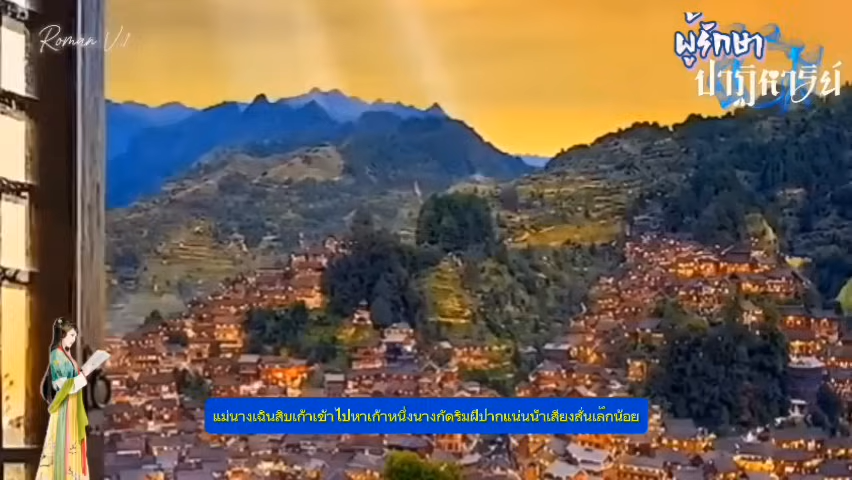 Roman V.1
ผู้รักษา
ปาฏิหาริย์
แม่นางเฉินสิบเก้าเข้าไปหาเก้าหนึ่งนางกัดริมฝีปากแน่นน้ำเสียงสั่นเล็กน้อย